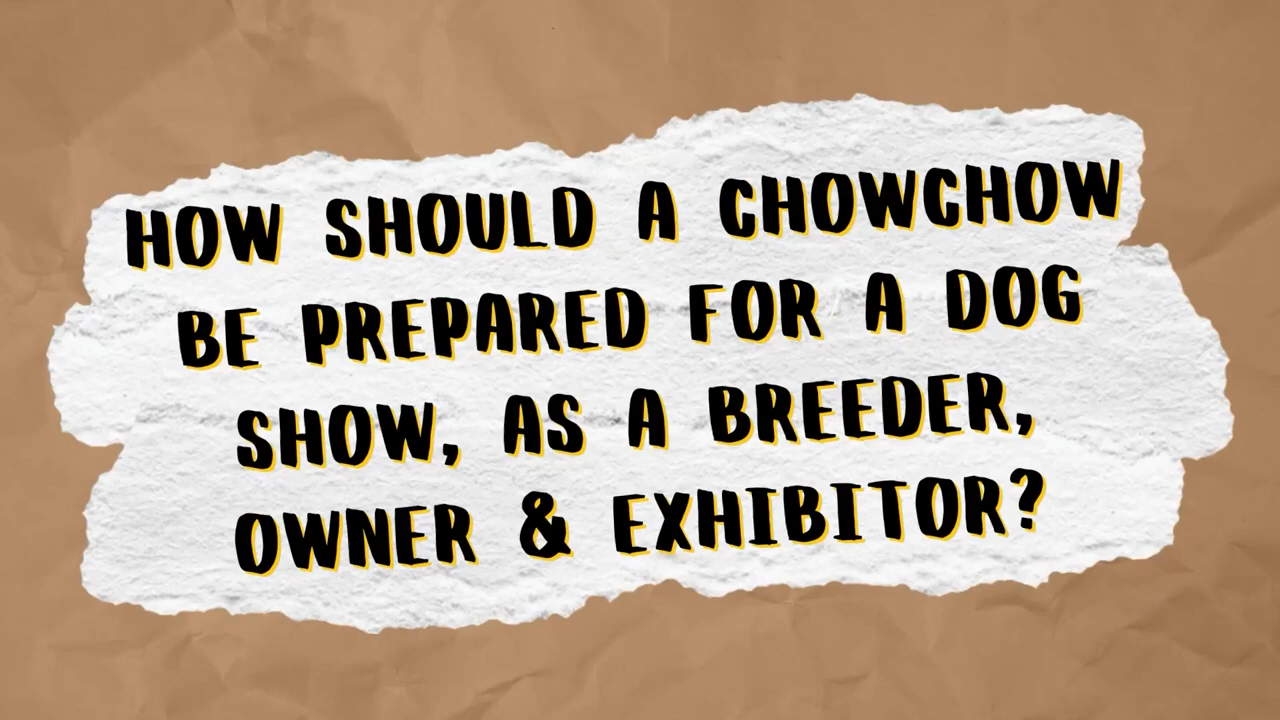 HOW SHOULD A CHOWCHOW
BE PREPARED FOR A DOG
SHOW, AS A BREEDER,
OWNER & EXHIBITOR?